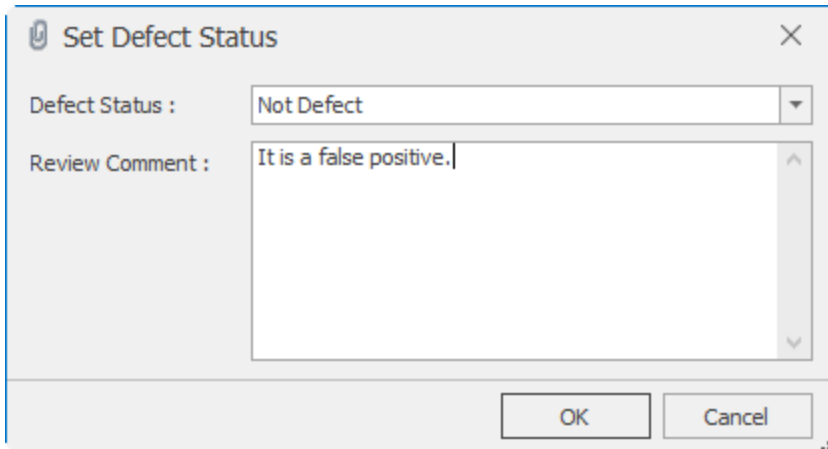 Set Defect Status
Defect Status : Not Defect
Review Comment : It is a false positive.
OK Cancel